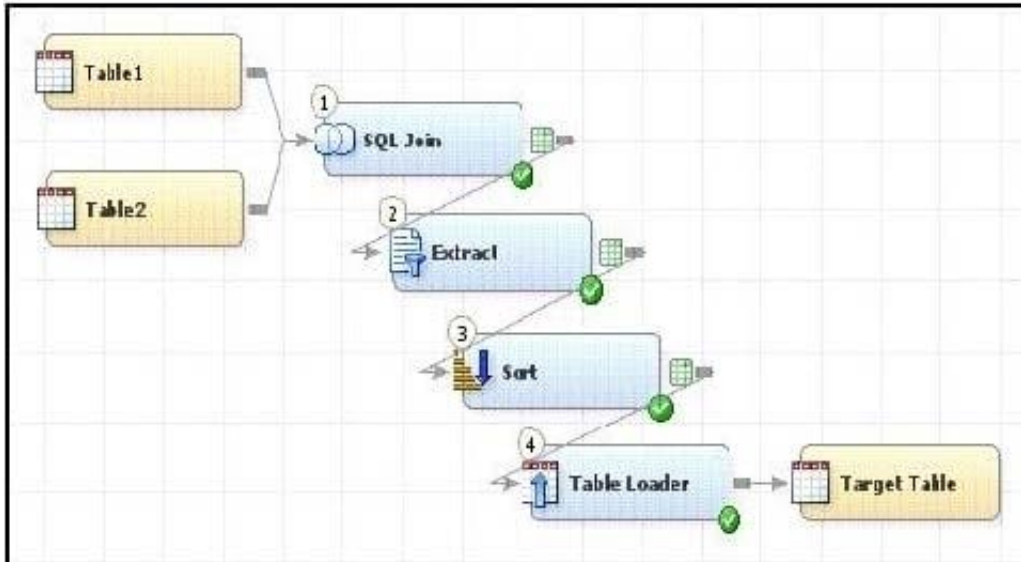 Table1
1
SQL Join
Table2
2
Extract
3
Sort
4
Table Loader
Target Table